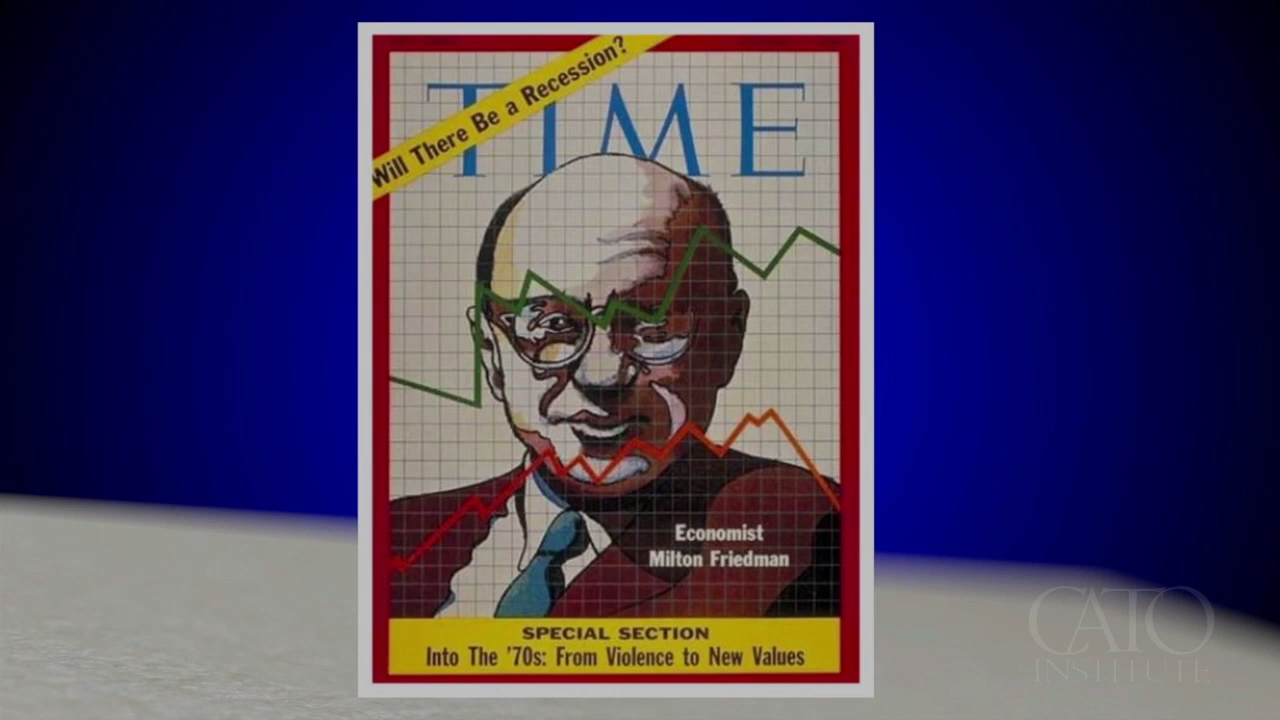 Will There Be a Recession?
TIME
Economist
Milton Friedman
SPECIAL SECTION
Into The '70s: From Violence to New Values
CATO
INSTITUTE